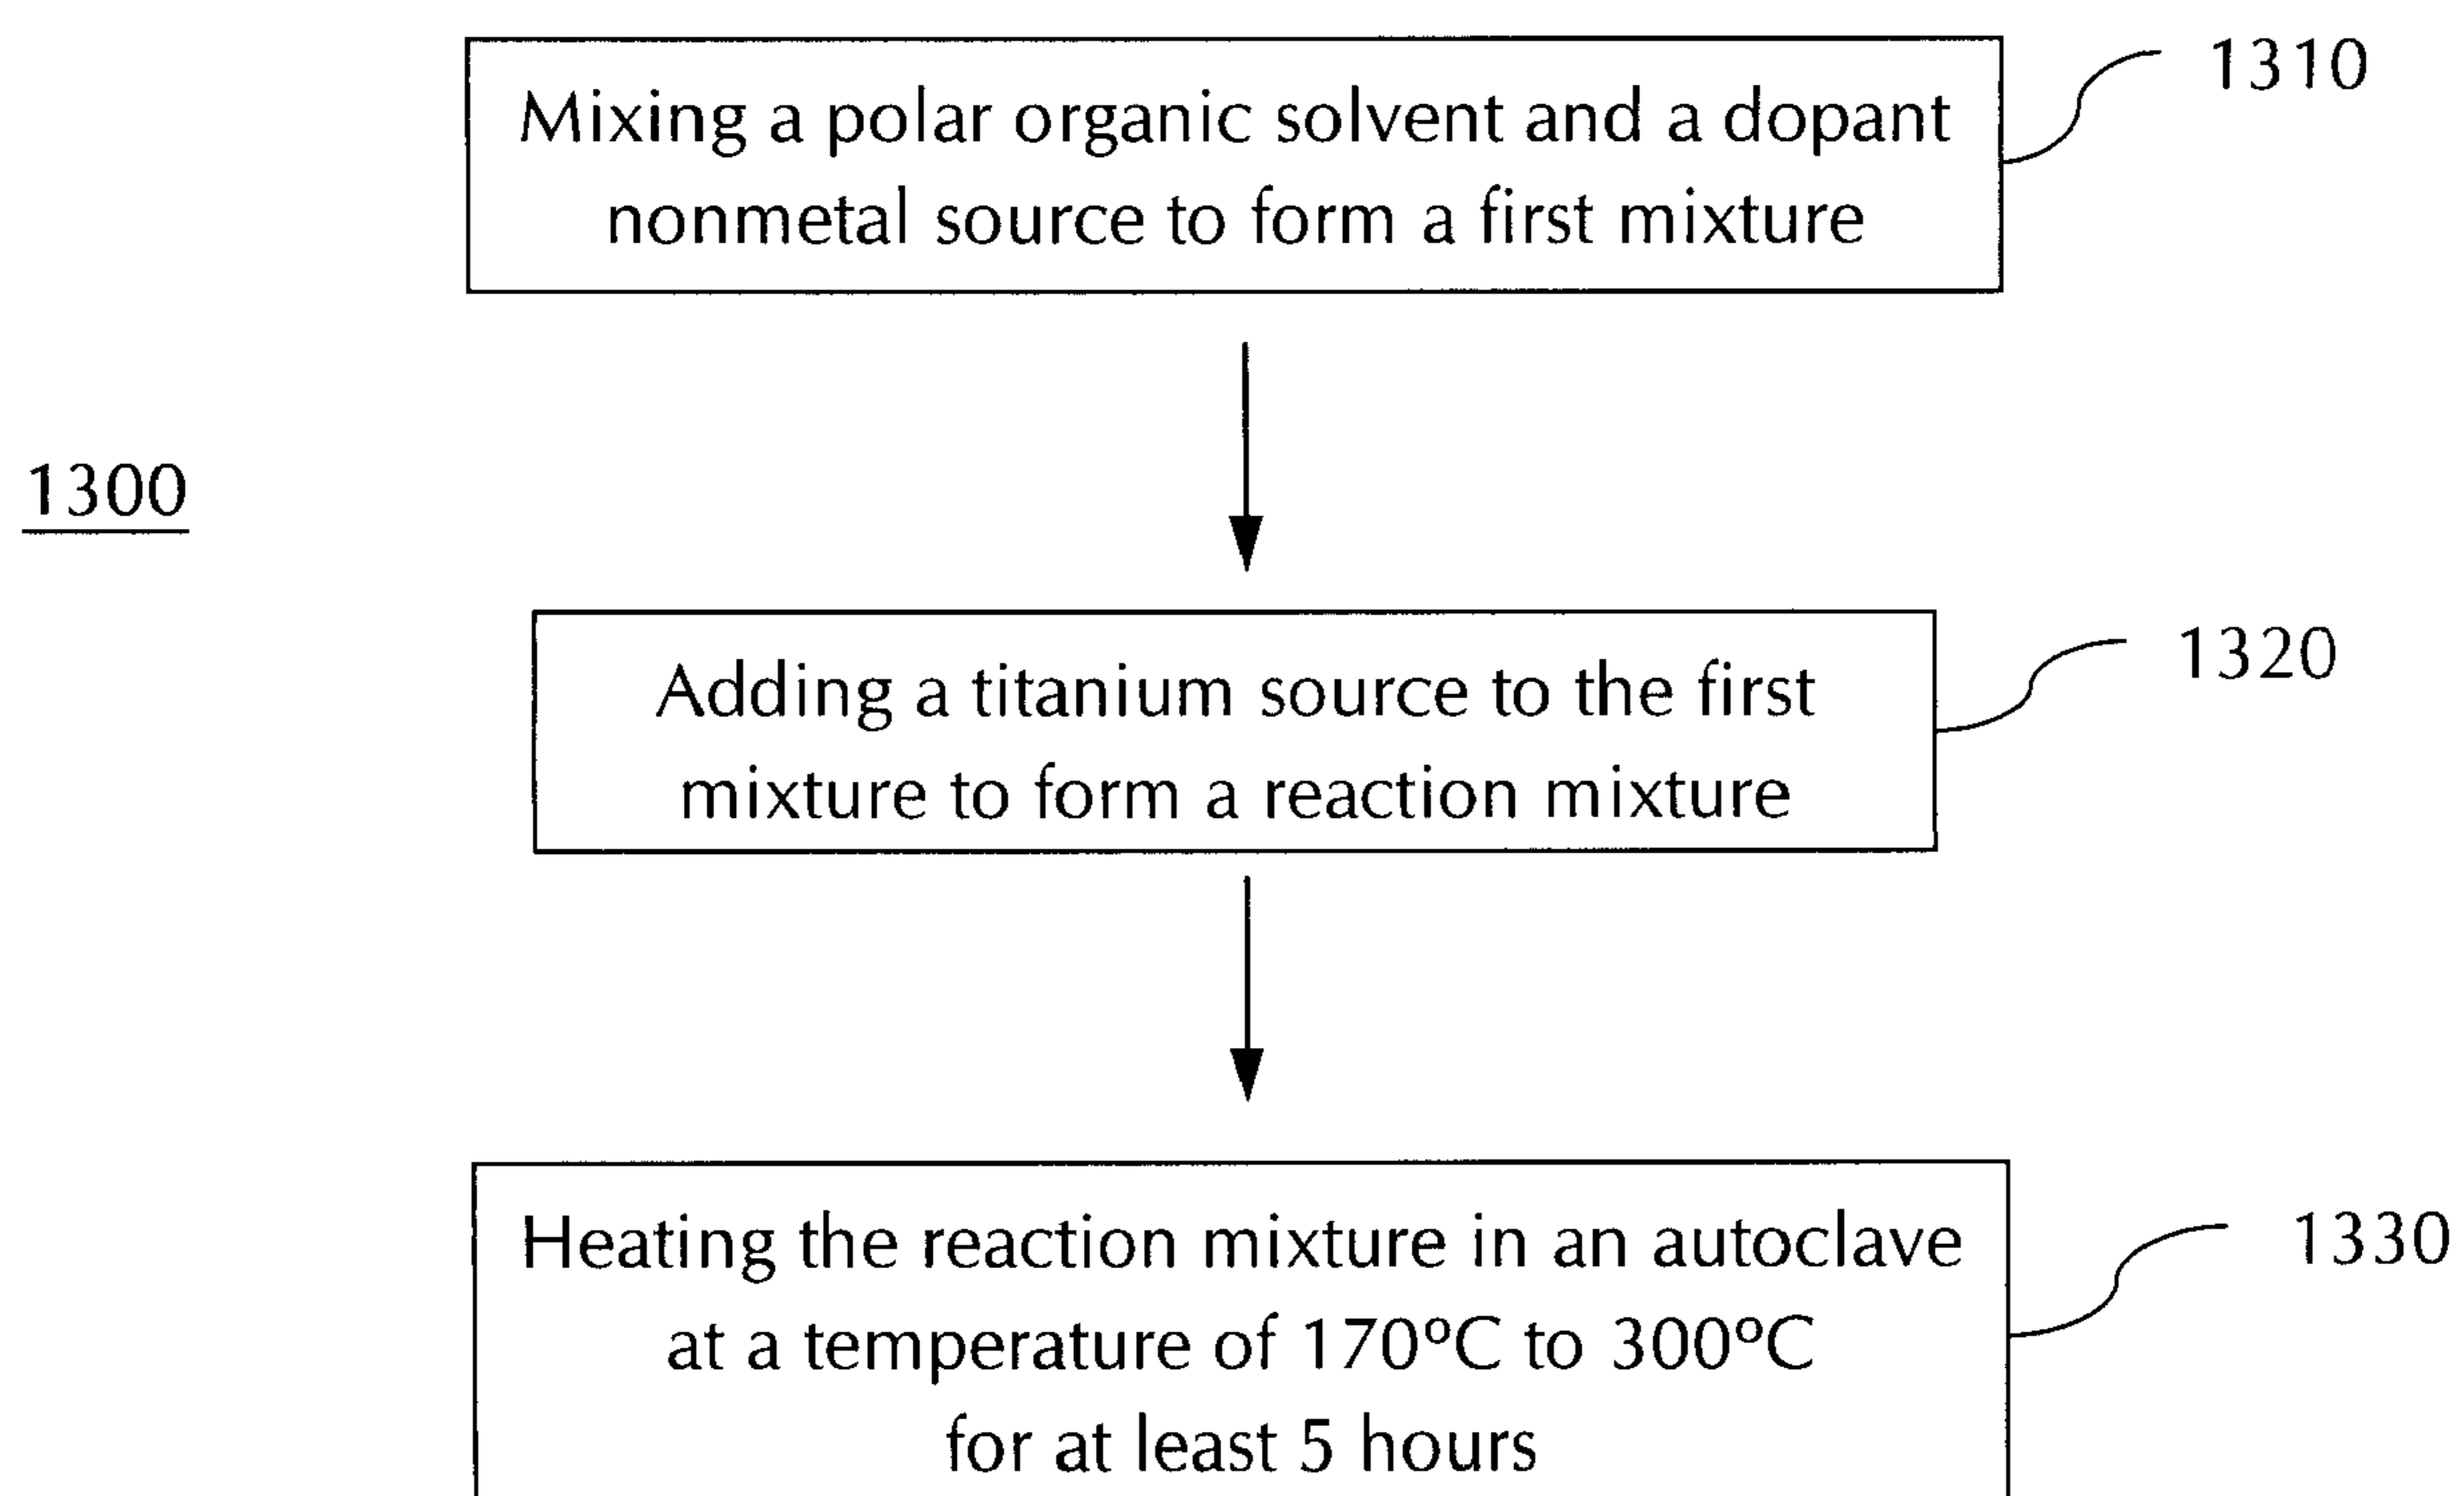 Mixing a polar organic solvent and a dopant
nonmetal source to form a first mixture
1310
1300
Adding a titanium source to the first
mixture to form a reaction mixture
1320
Heating the reaction mixture in an autoclave
at a temperature of 170ºC to 300ºC
for at least 5 hours
1330